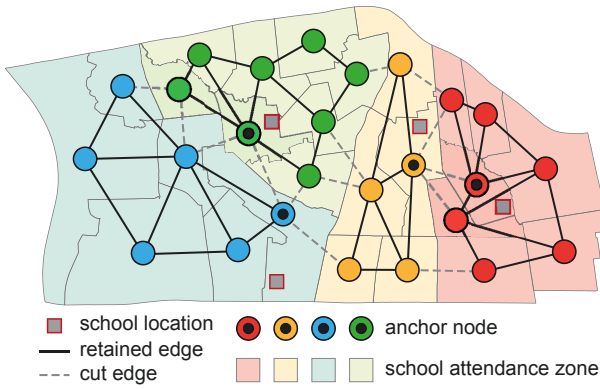 school location
retained edge
cut edge
anchor node
school attendance zone